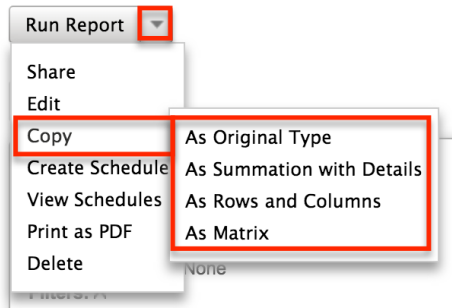 Run Report
Share
Edit
Copy
As Original Type
Create Schedule
As Summation with Details
View Schedules
As Rows and Columns
Print as PDF
As Matrix
Delete
None
Filters: